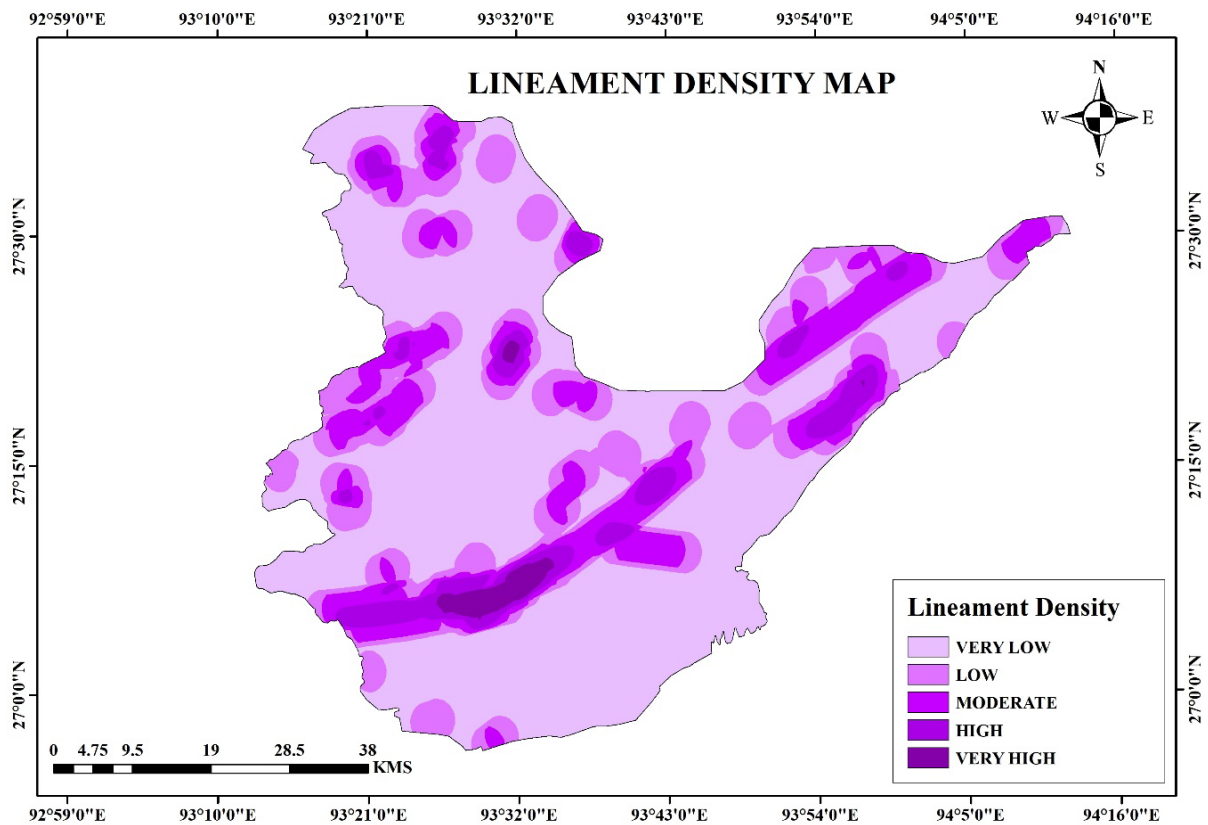 92°59'0"E 93°10'0"E 93°21'0"E 93°32'0"E 93°43'0"E 93°54'0"E 94°5'0"E 94°16'0"E
LINEAMENT DENSITY MAP
N
W E
S
27°30'0"N 27°30'0"N
27°15'0"N 27°15'0"N
27°0'0"N 27°0'0"N
Lineament Density
VERY LOW
LOW
MODERATE
HIGH
VERY HIGH
0 4.75 9.5 19 28.5 38
KMS
92°59'0"E 93°10'0"E 93°21'0"E 93°32'0"E 93°43'0"E 93°54'0"E 94°5'0"E 94°16'0"E